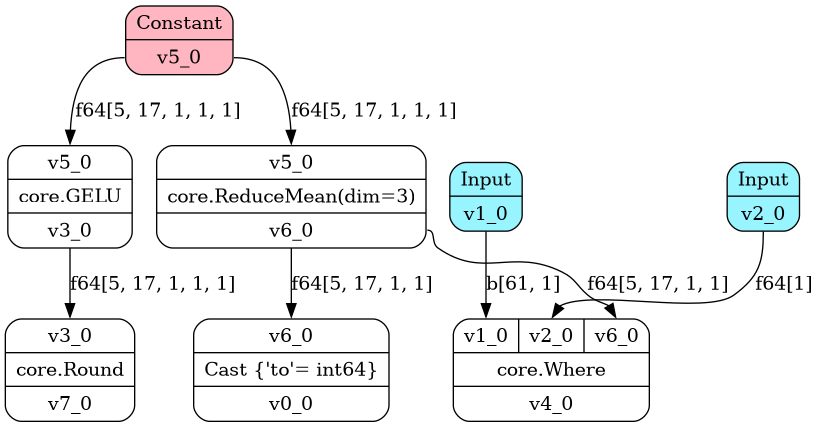 Constant
v5_0
f64[5, 17, 1, 1, 1]
f64[5, 17, 1, 1, 1]
v5_0
core.GELU
v3_0
v5_0
core.ReduceMean(dim=3)
v6_0
Input
v1_0
Input
v2_0
f64[5, 17, 1, 1, 1]
f64[5, 17, 1, 1]
b[61, 1]
f64[5, 17, 1, 1]
f64[1]
v3_0
core.Round
v7_0
v6_0
Cast {'to'= int64}
v0_0
v1_0 v2_0 v6_0
core.Where
v4_0